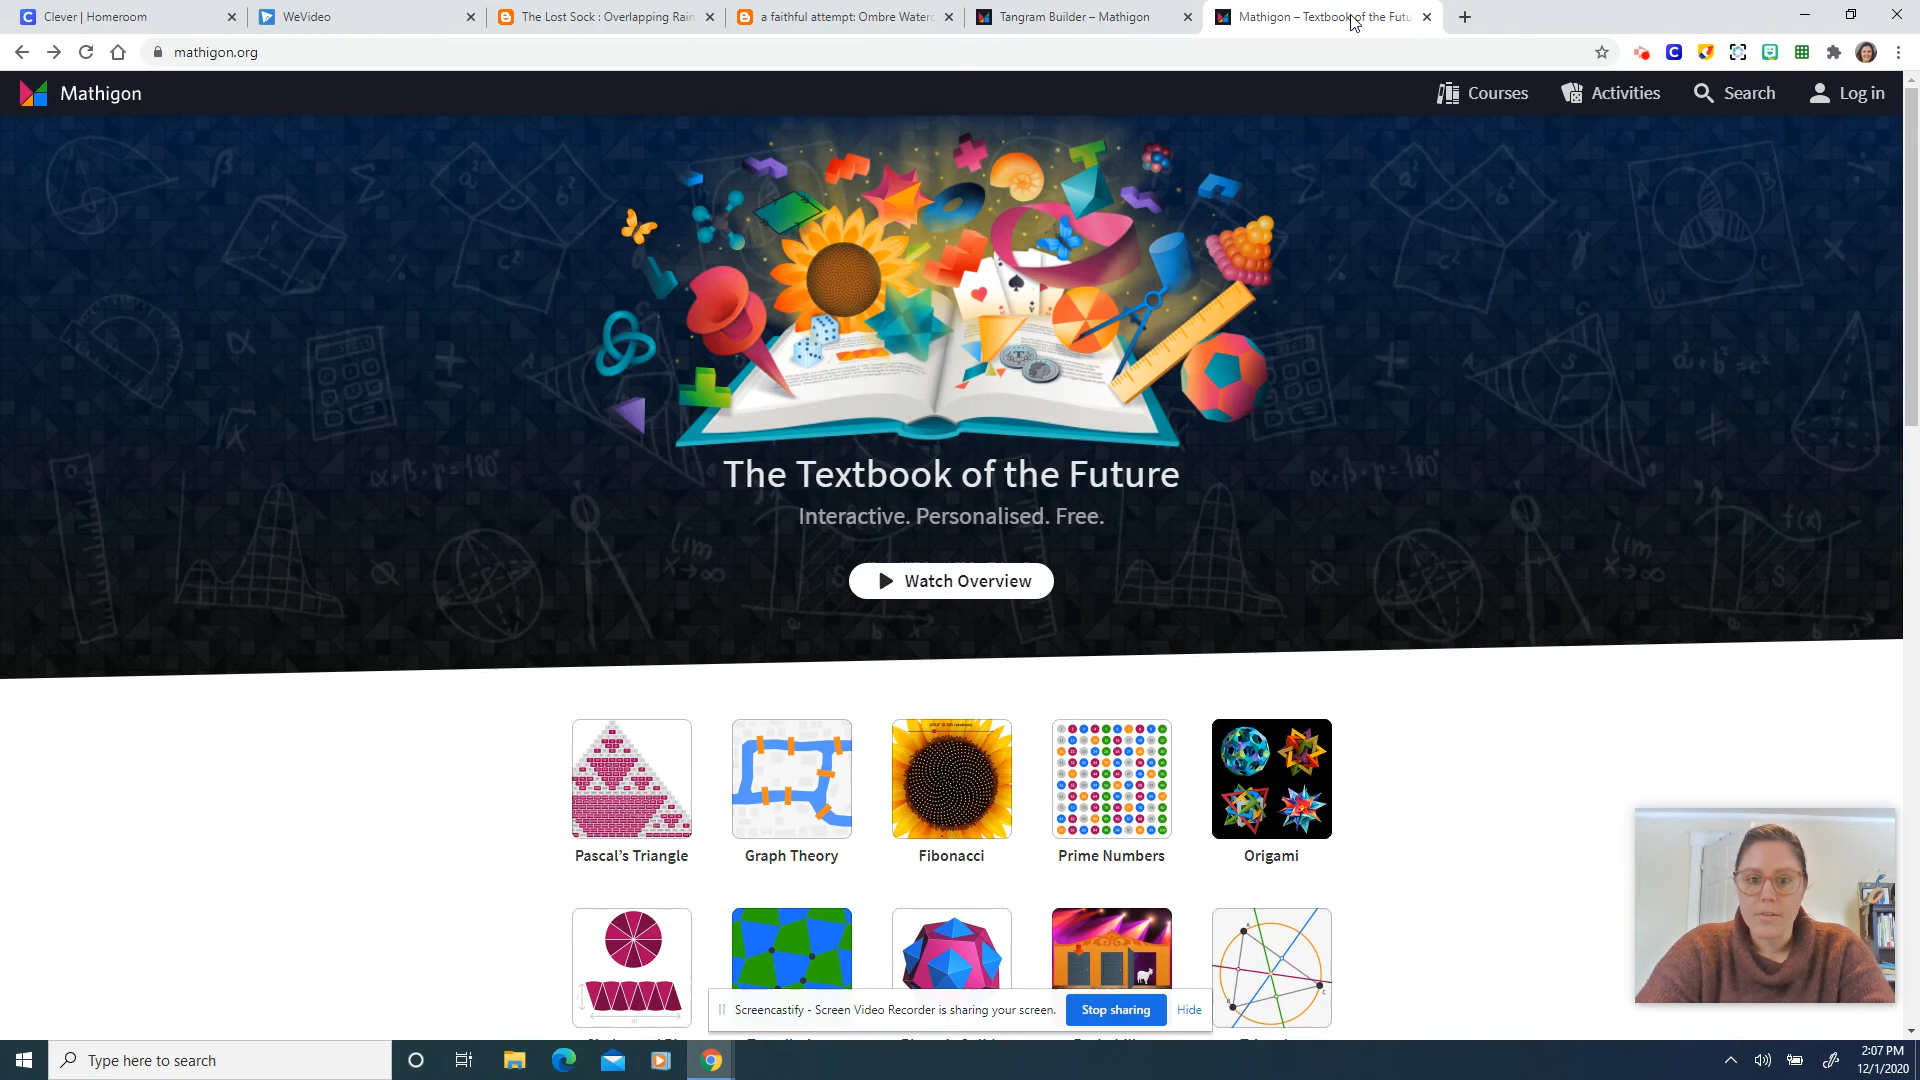 Clever | Homeroom
WeVideo
The Lost Sock : Overlapping Rain
a faithful attempt: Ombre Waterc
Tangram Builder – Mathigon
Mathigon – Textbook of the Futu
mathigon.org
Mathigon
Courses
Activities
Search
Log in
The Textbook of the Future
Interactive. Personalised. Free.
Watch Overview
Pascal's Triangle
Graph Theory
Fibonacci
Prime Numbers
Origami
Screencastify - Screen Video Recorder is sharing your screen.
Stop sharing
Hide
Type here to search
2:07 PM
12/1/2020